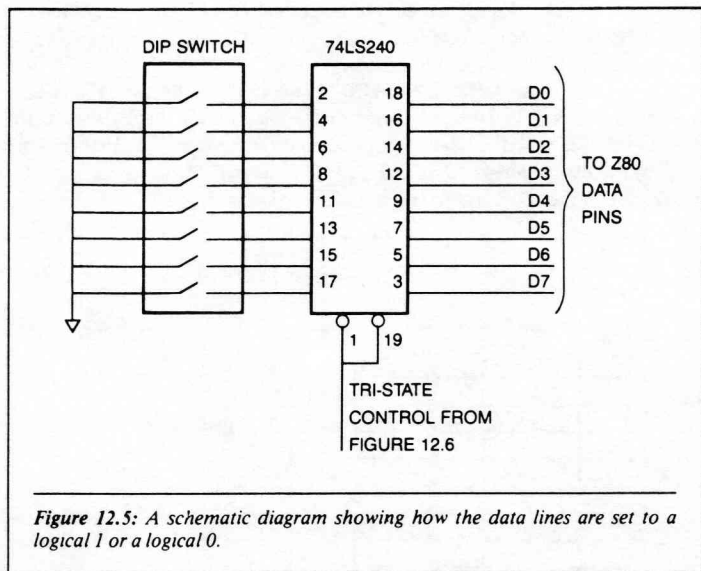 DIP SWITCH 74LS240
2 18 D0
4 16 D1
6 14 D2
8 12 D3
11 9 D4
13 7 D5
15 5 D6
17 3 D7
TO Z80
DATA
PINS
1 19
TRI-STATE
CONTROL FROM
FIGURE 12.6
Figure 12.5: A schematic diagram showing how the data lines are set to a
logical 1 or a logical 0.